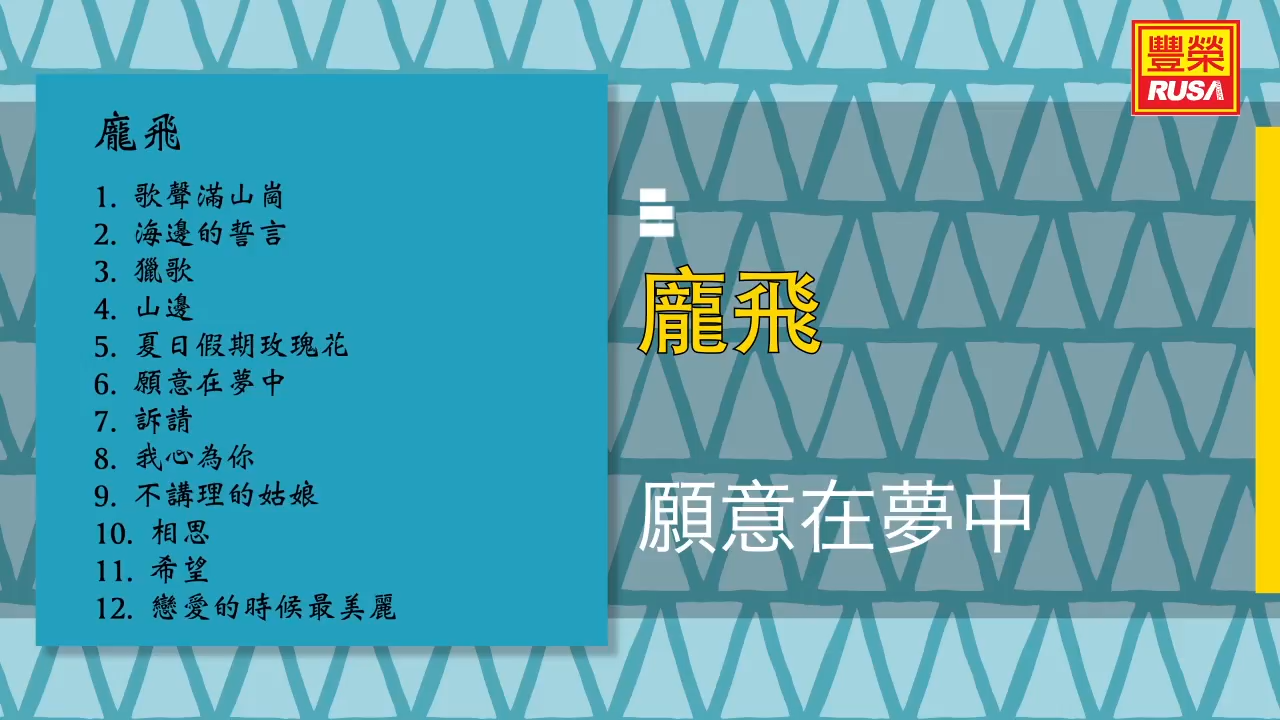 龐飛
1. 歌聲滿山崗
2. 海邊的誓言
3. 獵歌
4. 山邊
5. 夏日假期玫瑰花
6. 願意在夢中
7. 訴請
8. 我心為你
9. 不講理的姑娘
10. 相思
11. 希望
12. 戀愛的時候最美麗
豐榮
RUSA
龐飛
願意在夢中